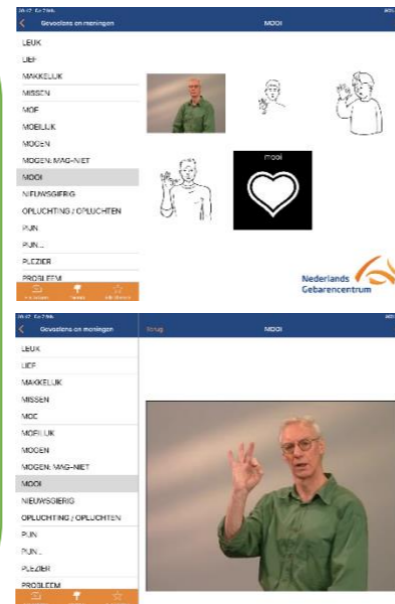 Gevoelens en meningen
MOOI
LEUK
LIEF
MAKKELIJK
MISSEN
MOE
MOEILIJK
MOGEN
MOGEN: MAG-NIET
MOOI
NIEUWSGIERIG
OPLUCHTING / OPLUCHTEN
PIJN
PIJN...
PLEZIER
PROBLEEM
mooi
Nederlands
Gebarencentrum
Gevoelens en meningen
Terug
MOOI
LEUK
LIEF
MAKKELIJK
MISSEN
MOE
MOEILIJK
MOGEN
MOGEN: MAG-NIET
MOOI
NIEUWSGIERIG
OPLUCHTING / OPLUCHTEN
PIJN
PIJN...
PLEZIER
PROBLEEM